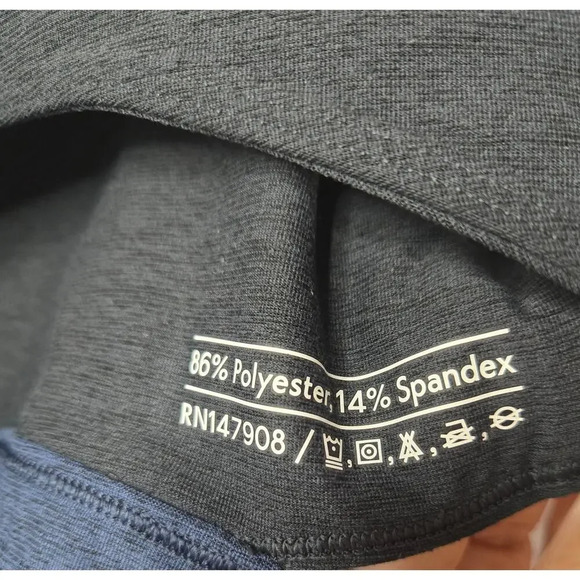 86% Polyester, 14% Spandex
RN147908 /